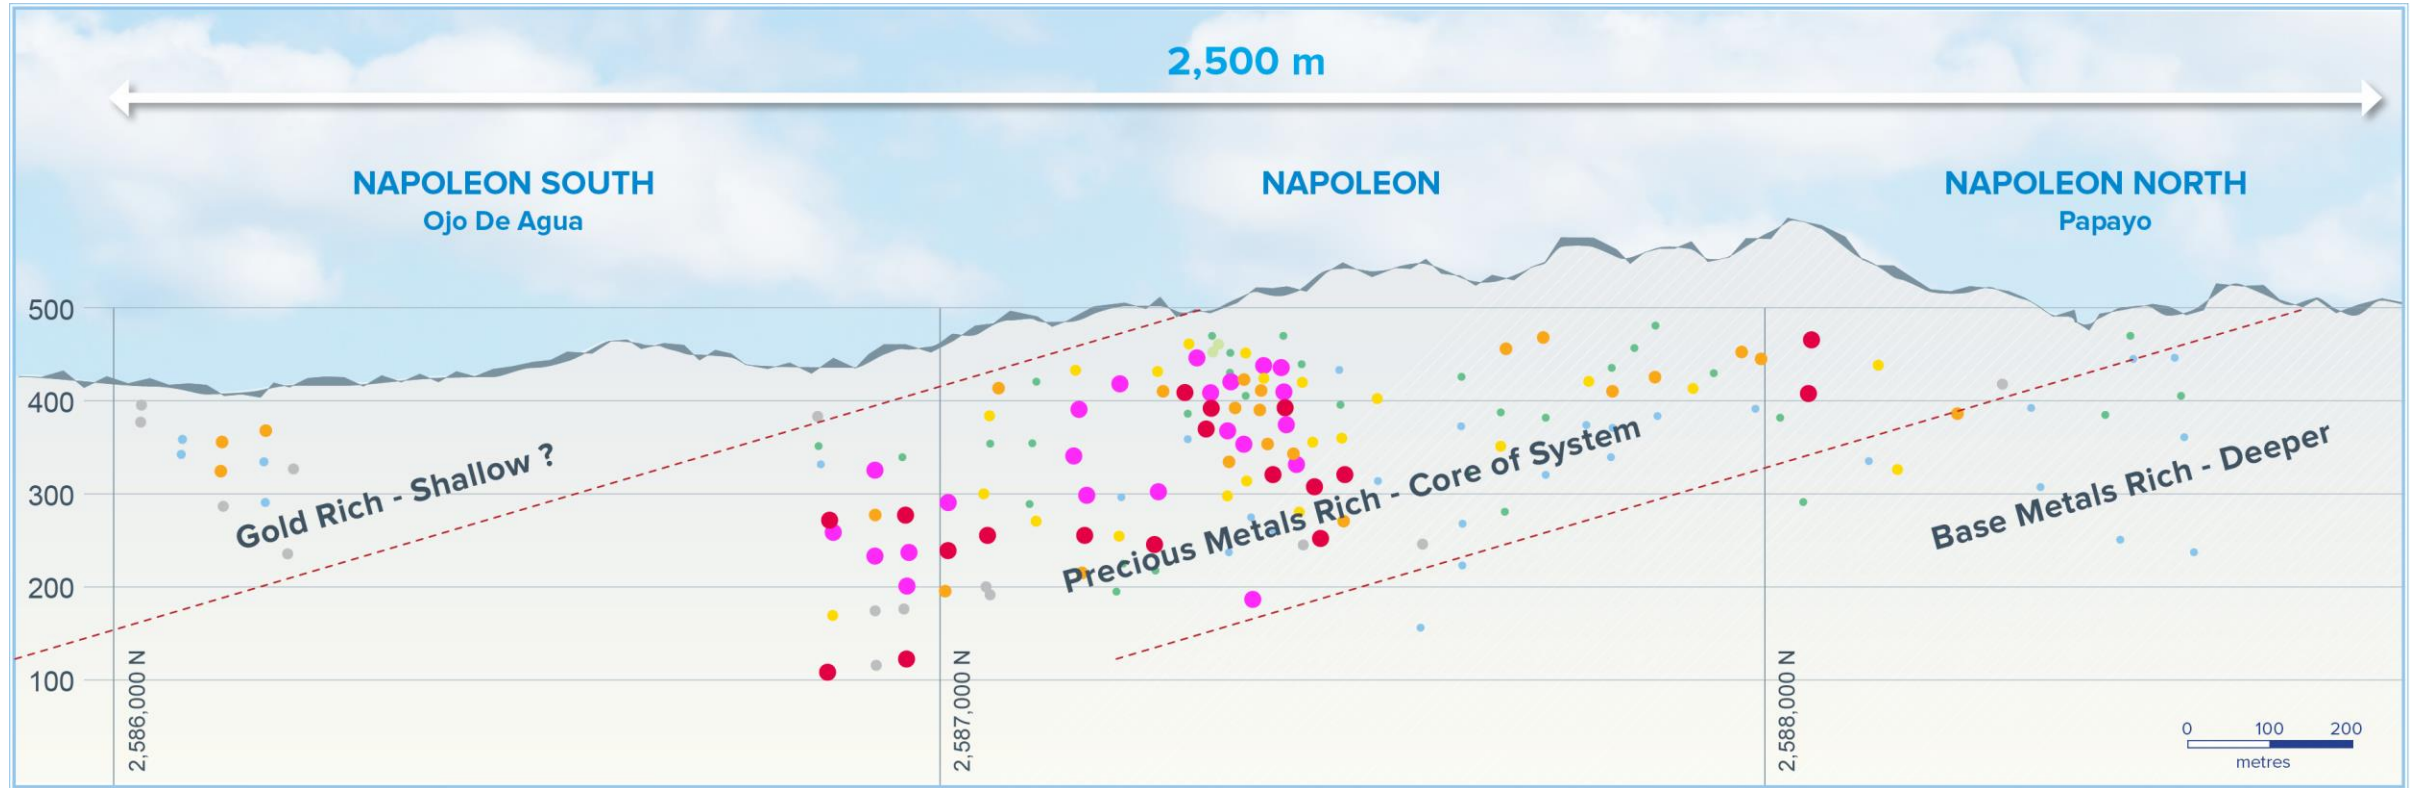 2,500 m
NAPOLEON SOUTH
Ojo De Agua
NAPOLEON
NAPOLEON NORTH
Papayo
500
400
300
200
100
Gold Rich - Shallow ?
Precious Metals Rich - Core of System
Base Metals Rich - Deeper
2,586,000 N
2,587,000 N
2,588,000 N
0 100 200
metres